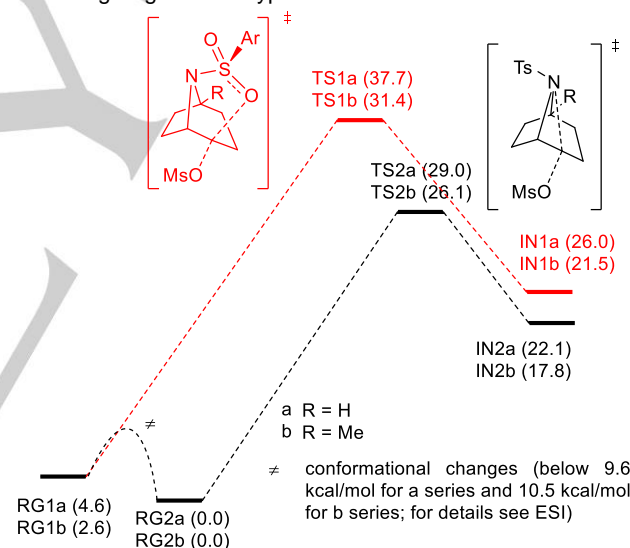 ‡
O
Ar
S
N
R
O
MsO
TS1a (37.7)
TS1b (31.4)
‡
Ts
N
R
MsO
TS2a (29.0)
TS2b (26.1)
IN1a (26.0)
IN1b (21.5)
IN2a (22.1)
IN2b (17.8)
a R = H
b R = Me
≠
≠ conformational changes (below 9.6
kcal/mol for a series and 10.5 kcal/mol
for b series; for details see ESI)
RG1a (4.6)
RG1b (2.6)
RG2a (0.0)
RG2b (0.0)